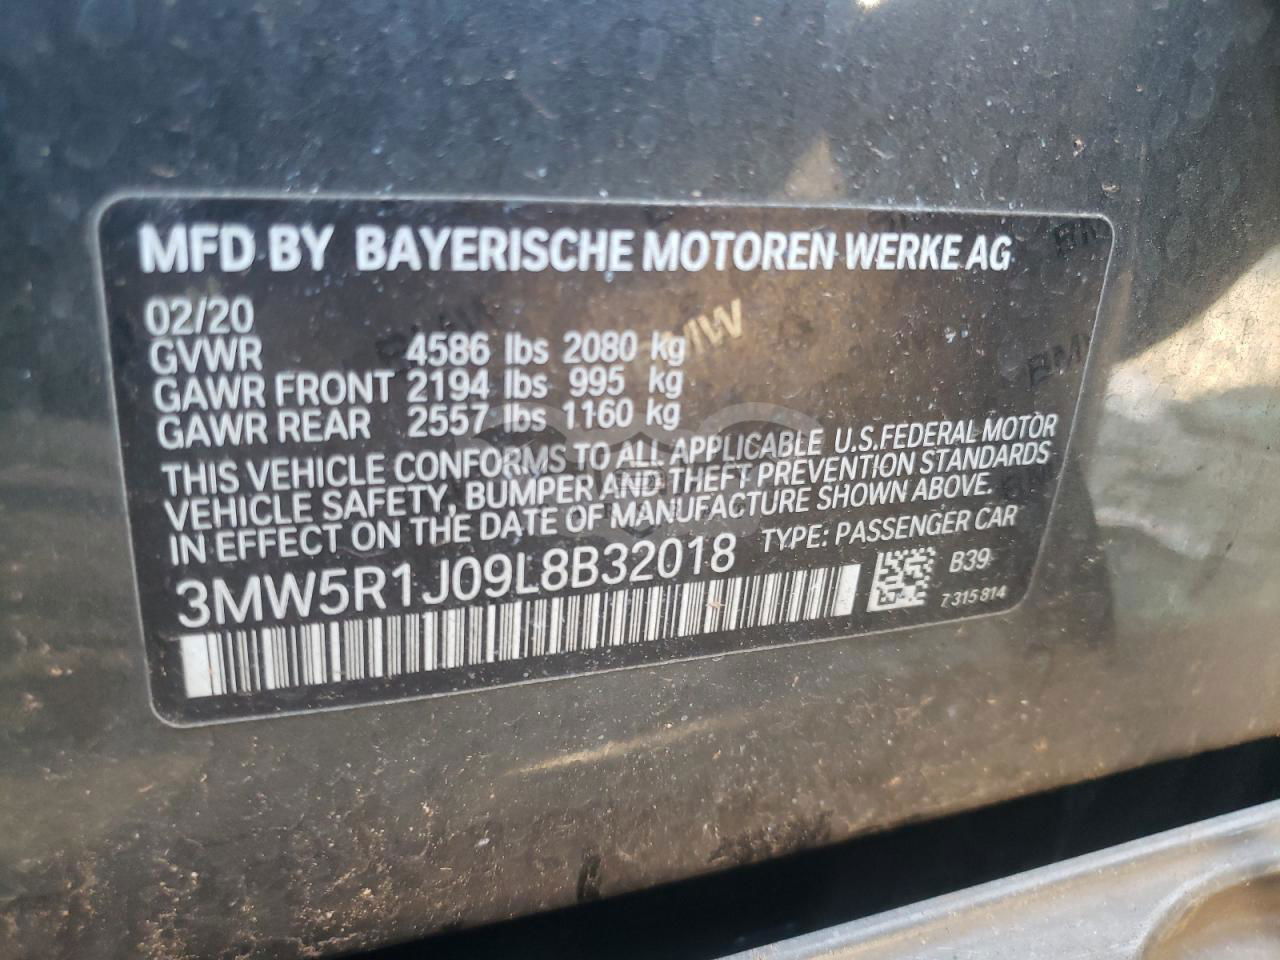 MFD BY BAYERISCHE MOTOREN WERKE AG
02/20
GVWR 4586 lbs 2080 kg
GAWR FRONT 2194 lbs 995 kg
GAWR REAR 2557 lbs 1160 kg
THIS VEHICLE CONFORMS TO ALL APPLICABLE U.S.FEDERAL MOTOR
VEHICLE SAFETY, BUMPER AND THEFT PREVENTION STANDARDS
IN EFFECT ON THE DATE OF MANUFACTURE SHOWN ABOVE.
3MW5R1J09L8B32018 TYPE: PASSENGER CAR
B39
7 315 814
BMW